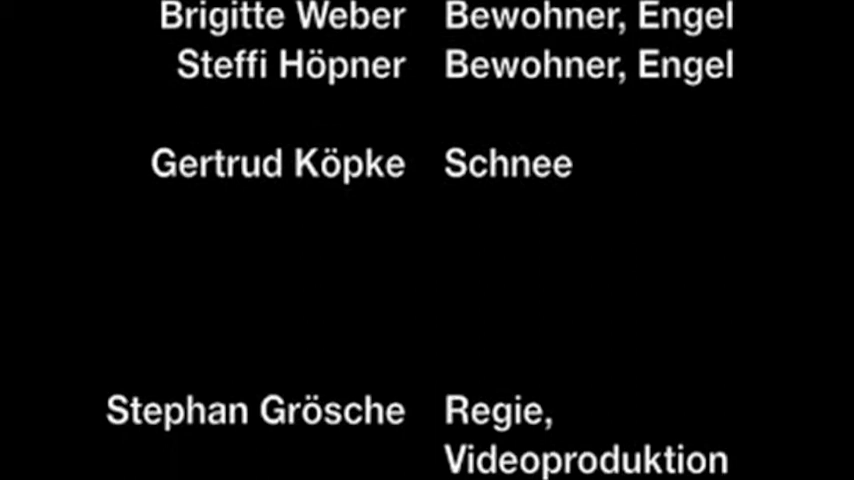 Brigitte Weber Bewohner, Engel
Steffi Höpner Bewohner, Engel
Gertrud Köpke Schnee
Stephan Grösche Regie,
Videoproduktion